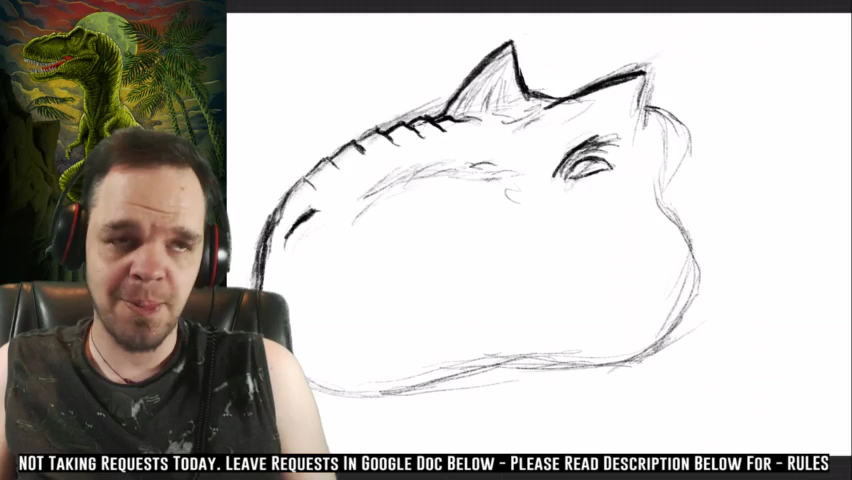 NOT TAKING REQUESTS TODAY. LEAVE REQUESTS IN GOOGLE DOC BELOW - PLEASE READ DESCRIPTION BELOW FOR - RULES